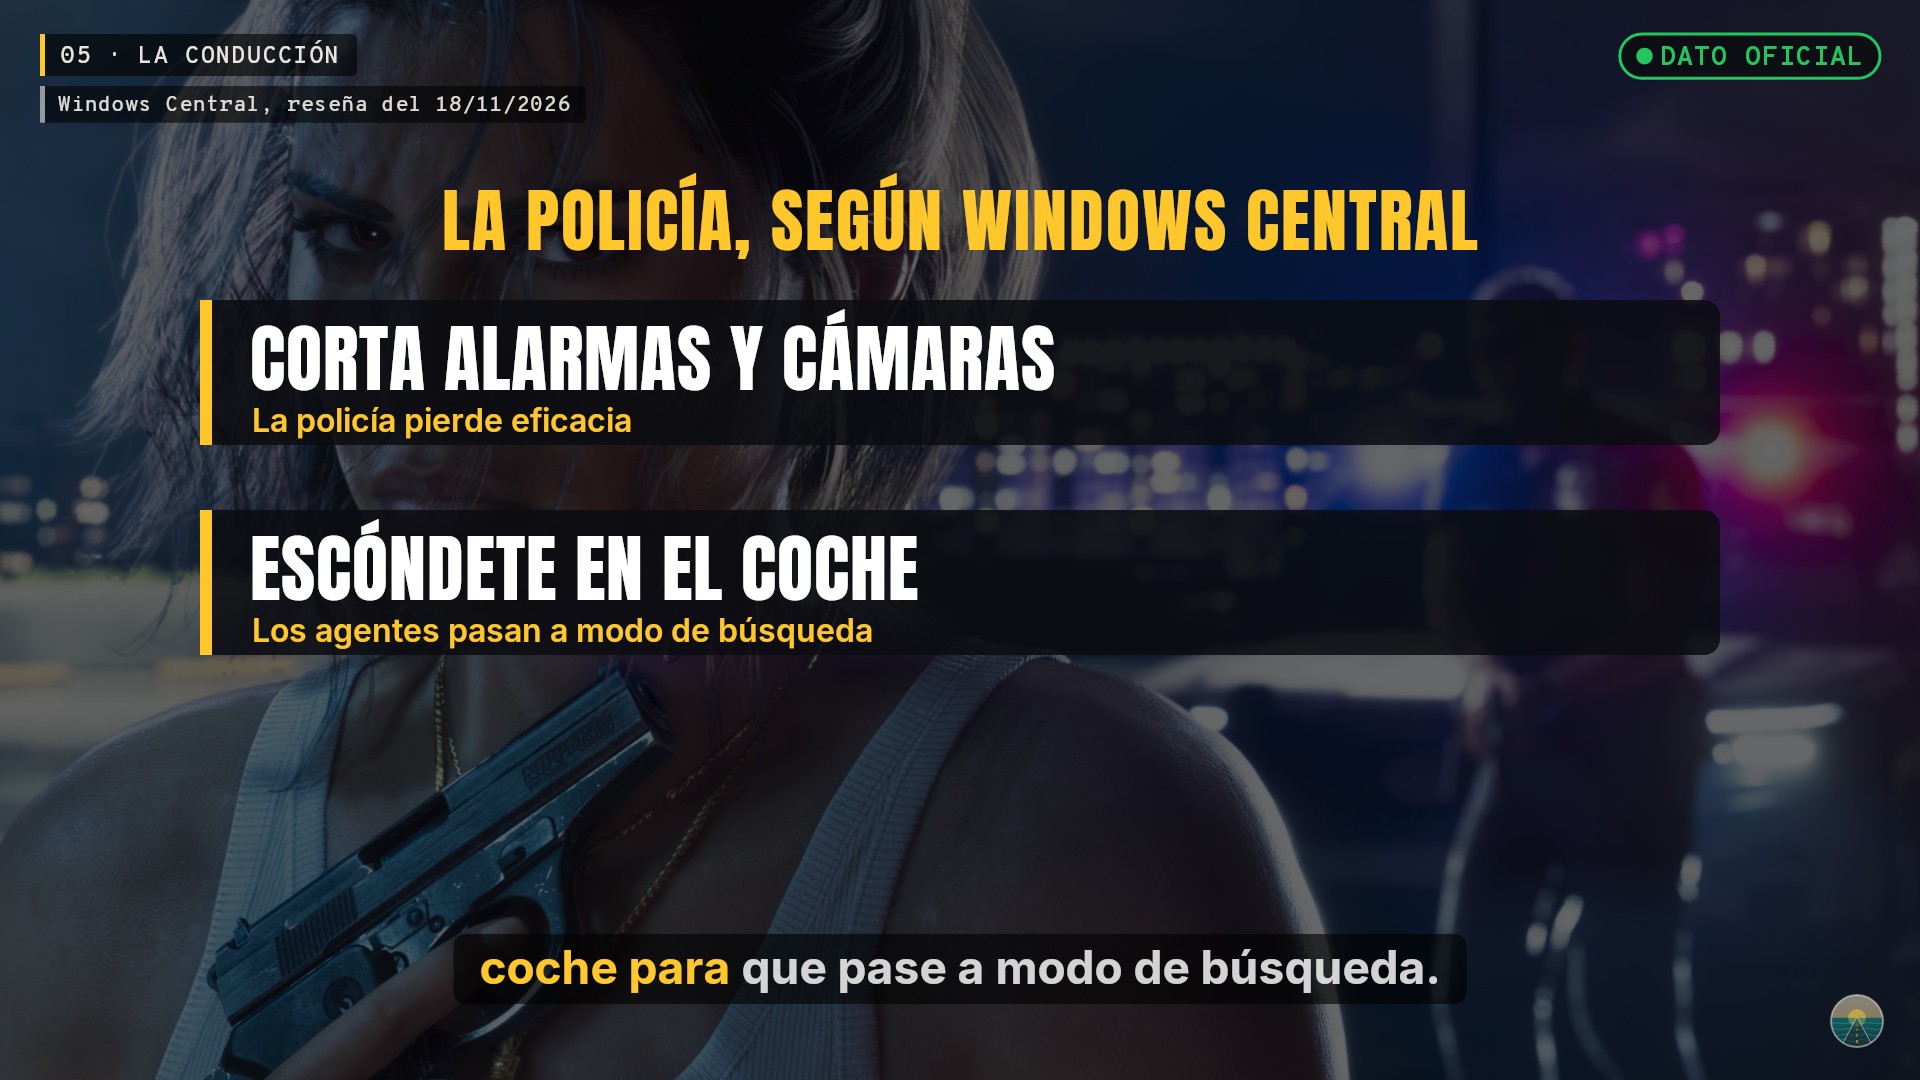 05 · LA CONDUCCIÓN
DATO OFICIAL
Windows Central, reseña del 18/11/2026
LA POLICÍA, SEGÚN WINDOWS CENTRAL
CORTA ALARMAS Y CÁMARAS
La policía pierde eficacia
ESCÓNDETE EN EL COCHE
Los agentes pasan a modo de búsqueda
coche para que pase a modo de búsqueda.